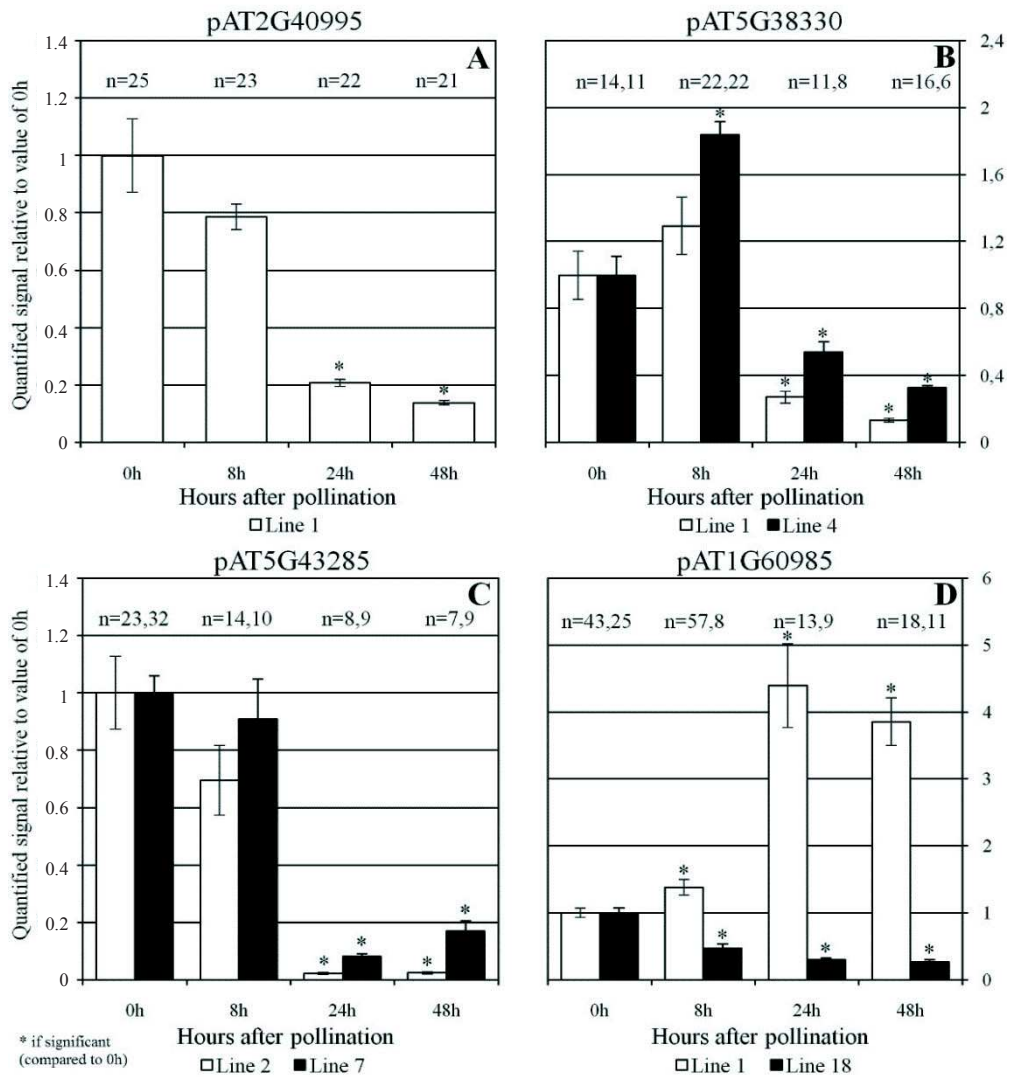 pAT2G40995
A
1.4
1.2
1
0.8
0.6
0.4
0.2
0
Quantified signal relative to value of 0h
n=25 n=23 n=22 n=21
* *
0h 8h 24h 48h
Hours after pollination
Line 1
pAT5G38330
B
2,4
2
1,6
1,2
0,8
0,4
0
n=14,11 n=22,22 n=11,8 n=16,6
* * * * *
0h 8h 24h 48h
Hours after pollination
Line 1 Line 4
pAT5G43285
C
1.4
1.2
1
0.8
0.6
0.4
0.2
0
Quantified signal relative to value of 0h
n=23,32 n=14,10 n=8,9 n=7,9
* * * *
0h 8h 24h 48h
Hours after pollination
Line 2 Line 7
* if significant
(compared to 0h)
pAT1G60985
D
6
5
4
3
2
1
0
n=43,25 n=57,8 n=13,9 n=18,11
* * * * * *
0h 8h 24h 48h
Hours after pollination
Line 1 Line 18